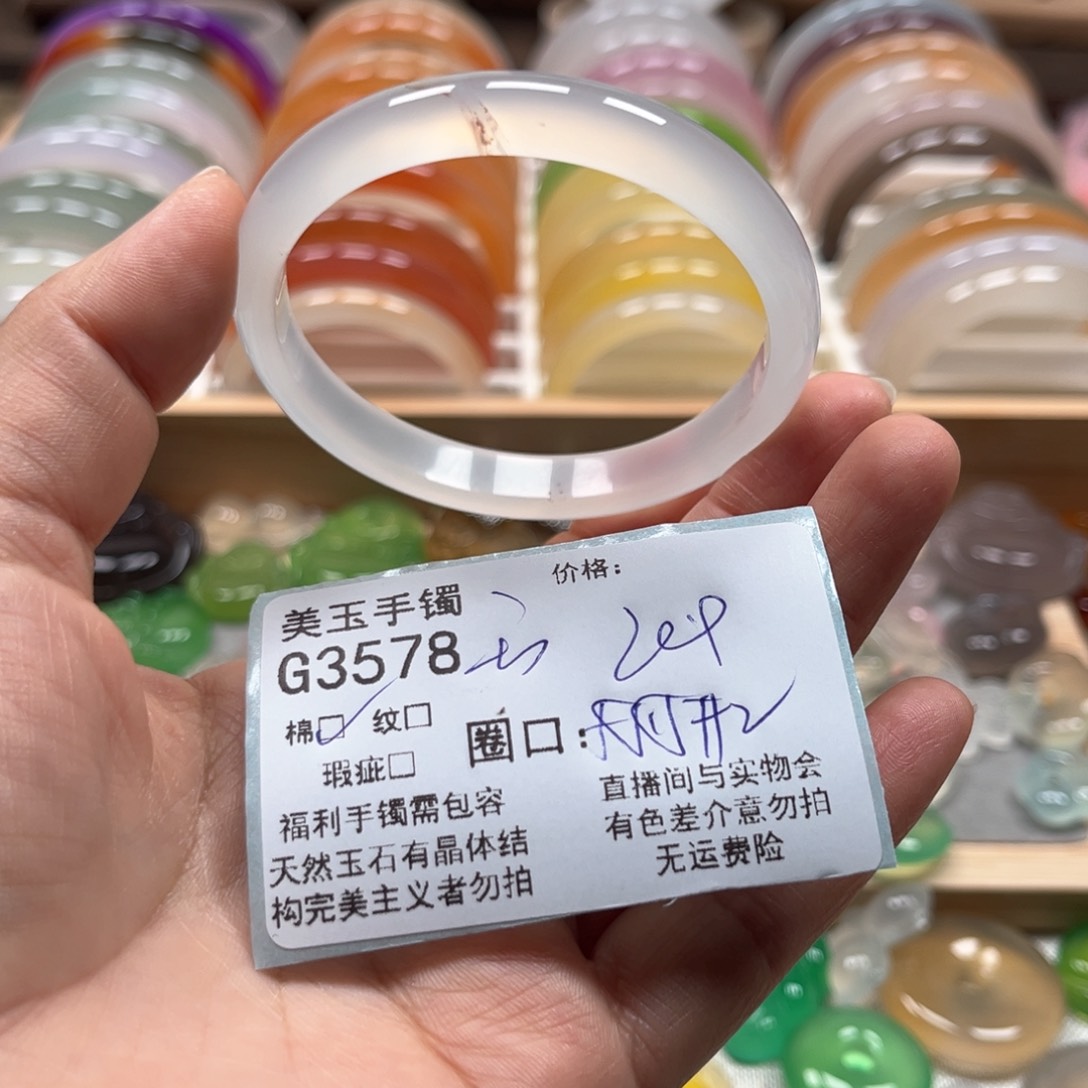 价格：
美玉手镯
G3578
棉□ 纹□
圈口：
瑕疵□
福利手镯需包容
天然玉石有晶体结
构完美主义者勿拍
直播间与实物会
有色差介意勿拍
无运费险